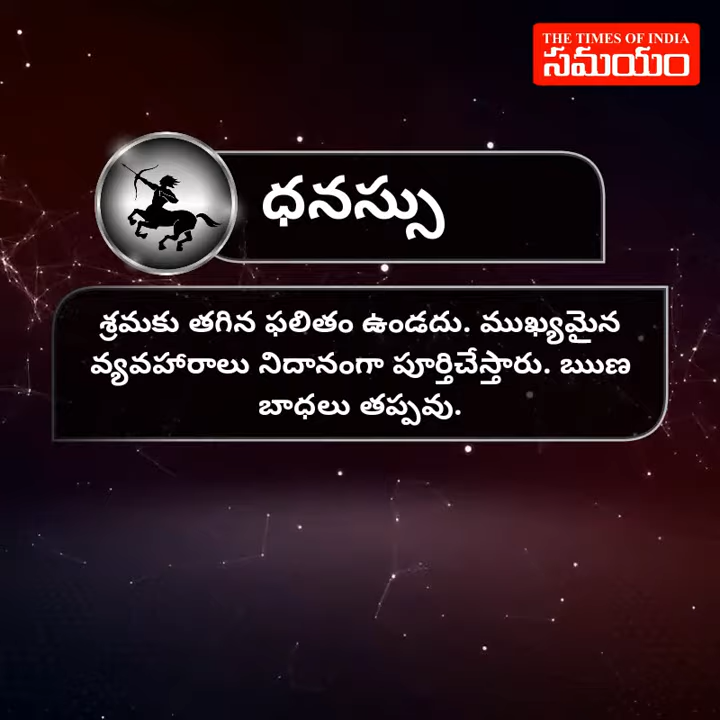 THE TIMES OF INDIA
సమయం
ధనస్సు
శ్రమకు తగిన ఫలితం ఉండదు. ముఖ్యమైన
వ్యవహారాలు నిదానంగా పూర్తిచేస్తారు. ఋణ
బాధలు తప్పవు.